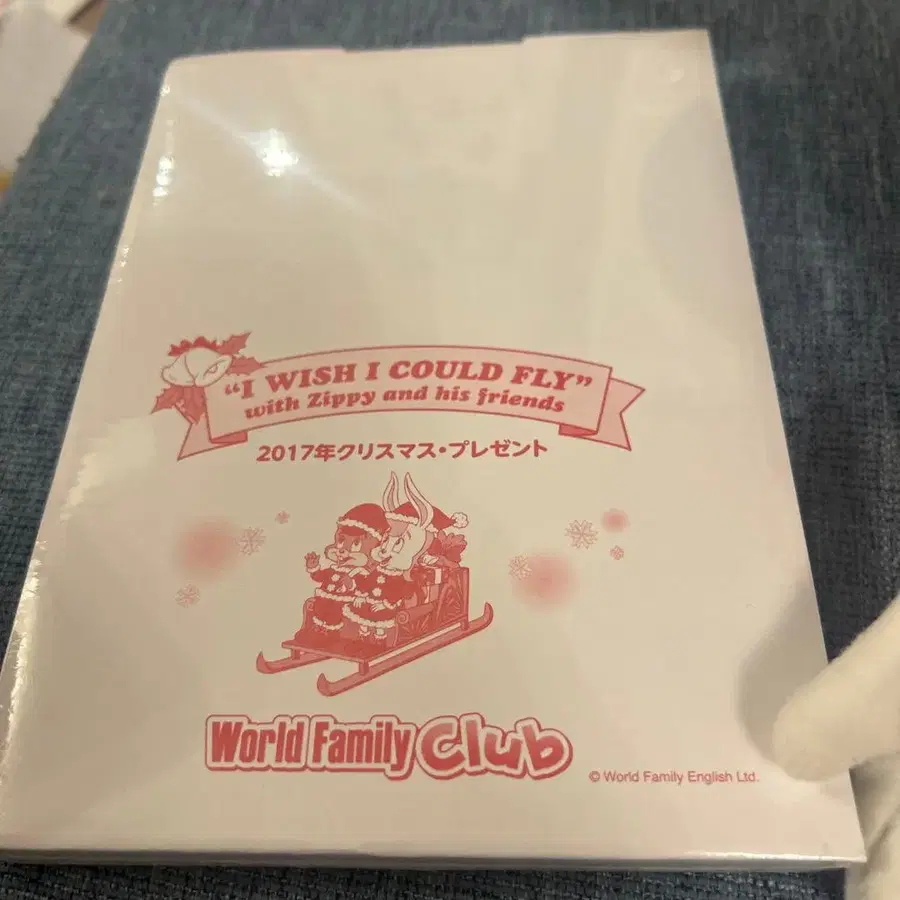 "I WISH I COULD FLY"
with Zippy and his friends
2017年クリスマス・プレゼント
World Family Club
© World Family English Ltd.